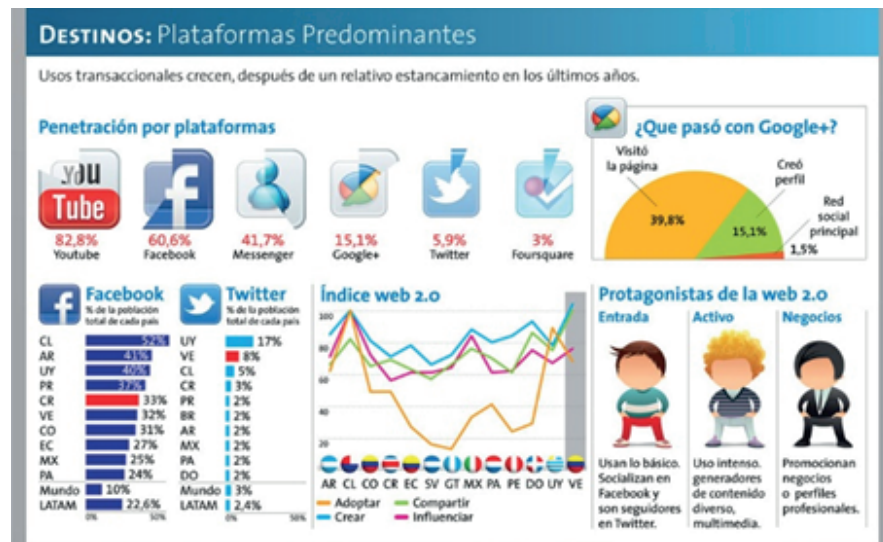 DESTINOS: Plataformas Predominantes
Usos transaccionales crecen, después de un relativo estancamiento en los últimos años.
Penetración por plataformas
You
Tube
82,8%
Youtube
60,6%
Facebook
41,7%
Messenger
15,1%
Google+
5,9%
Twitter
3%
Foursquare
¿Que pasó con Google+?
Visitó
la página
Creó
perfil
Red
social
principal
39,8%
15,1%
1,5%
Facebook
% de la población
total de cada país
CL 52%
AR 41%
UY 40%
PR 37%
CR 33%
VE 32%
CO 31%
EC 27%
MX 25%
PA 24%
Mundo 10%
LATAM 22,6%
0% 50%
Twitter
% de la población
total de cada país
UY 17%
VE 8%
CL 5%
CR 3%
PR 2%
BR 2%
AR 2%
MX 2%
PA 2%
DO 2%
Mundo 3%
LATAM 2,4%
0% 50%
Índice web 2.0
100
80
60
40
20
AR CL CO CR EC SV GT MX PA PE DO UY VE
Adoptar Compartir
Crear Influenciar
Protagonistas de la web 2.0
Entrada
Usan lo básico.
Socializan en
Facebook y
son seguidores
en Twitter.
Activo
Uso intenso.
generadores
de contenido
diverso,
multimedia.
Negocios
Promocionan
negocios
o perfiles
profesionales.